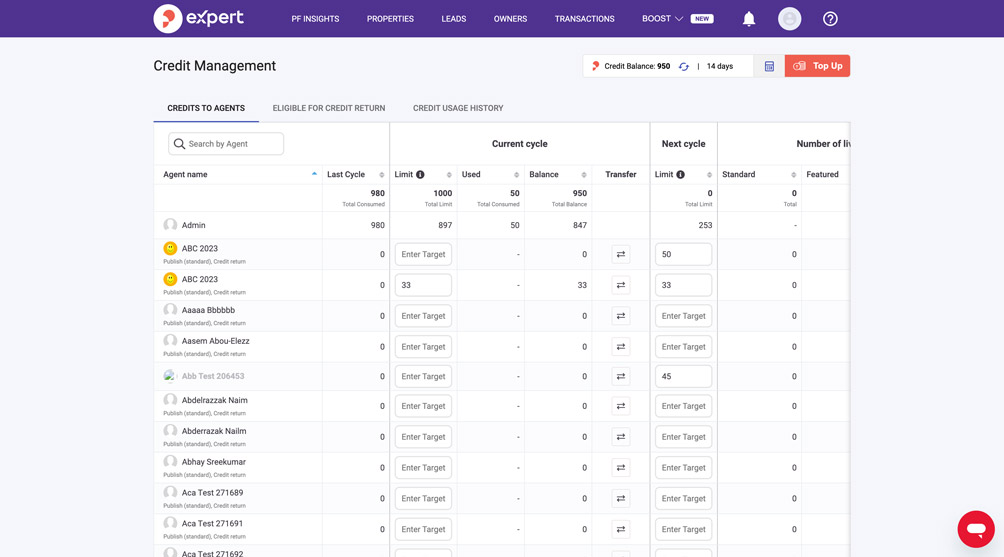 expert
PF INSIGHTS PROPERTIES LEADS OWNERS TRANSACTIONS BOOST NEW
Credit Management
Credit Balance: 950 | 14 days
Top Up
CREDITS TO AGENTS ELIGIBLE FOR CREDIT RETURN CREDIT USAGE HISTORY
Search by Agent Current cycle Next cycle Number of liv
Agent name Last Cycle Limit Used Balance Transfer Limit Standard Featured
980 1000 50 950 0 0
Total Consumed Total Limit Total Consumed Total Balance Total Limit Total
Admin 980 897 50 847 253 -
ABC 2023 0 Enter Target - 0 50 0
Publish (standard), Credit return
ABC 2023 0 33 - 33 33 0
Publish (standard), Credit return
Aaaaa Bbbbbb 0 Enter Target - 0 Enter Target 0
Publish (standard), Credit return
Aasem Abou-Elezz 0 Enter Target - 0 Enter Target 0
Publish (standard), Credit return
Abb Test 206453 0 Enter Target - 0 45 0
Abdelrazzak Naim 0 Enter Target - 0 Enter Target 0
Publish (standard), Credit return
Abderrazak Nailm 0 Enter Target - 0 Enter Target 0
Publish (standard), Credit return
Abhay Sreekumar 0 Enter Target - 0 Enter Target 0
Publish (standard), Credit return
Aca Test 271689 0 Enter Target - 0 Enter Target 0
Publish (standard), Credit return
Aca Test 271691 0 Enter Target - 0 Enter Target 0
Publish (standard), Credit return
Aca Test 271692